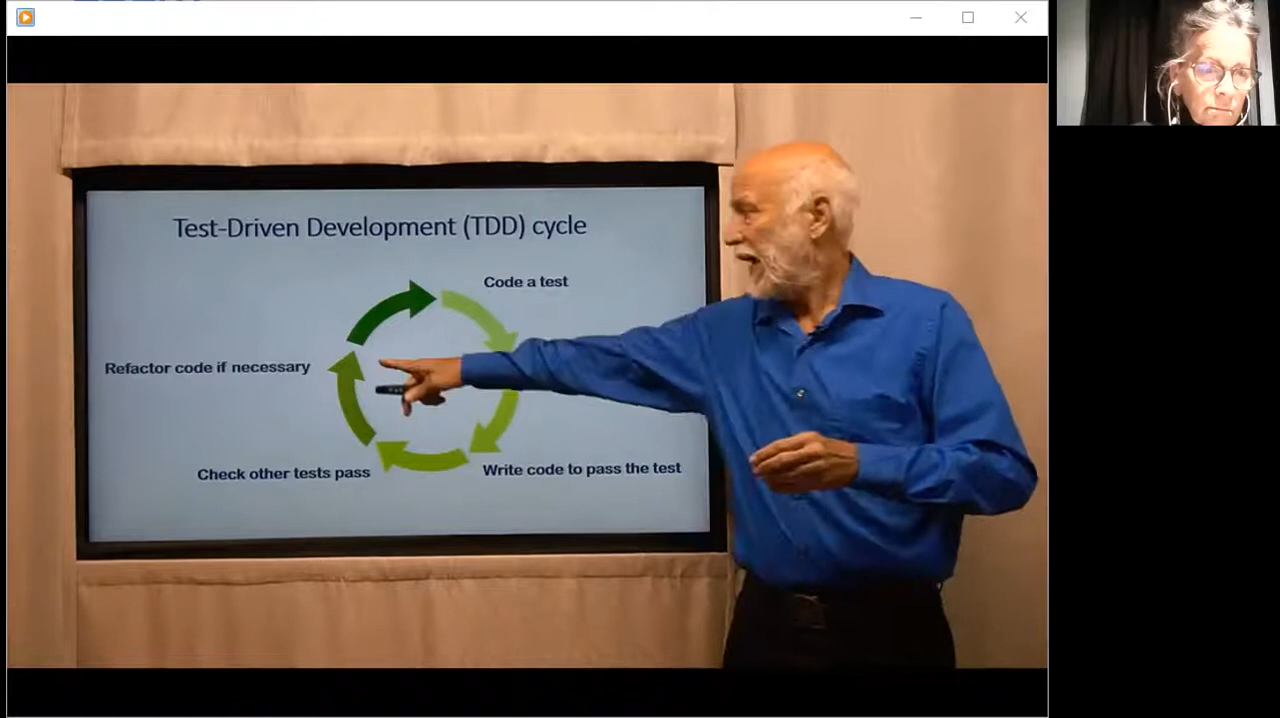 Test-Driven Development (TDD) cycle
Code a test
Refactor code if necessary
Check other tests pass
Write code to pass the test